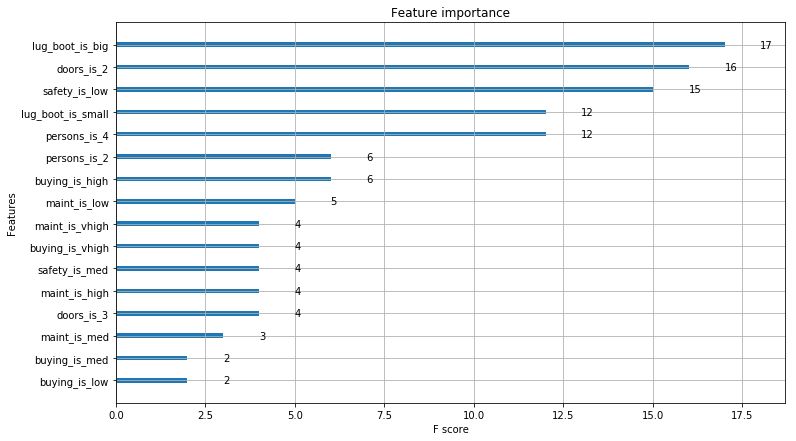 Feature importance
lug_boot_is_big 17
doors_is_2 16
safety_is_low 15
lug_boot_is_small 12
persons_is_4 12
persons_is_2 6
buying_is_high 6
maint_is_low 5
maint_is_vhigh 4
buying_is_vhigh 4
safety_is_med 4
maint_is_high 4
doors_is_3 4
maint_is_med 3
buying_is_med 2
buying_is_low 2
Features
0.0 2.5 5.0 7.5 10.0 12.5 15.0 17.5
F score